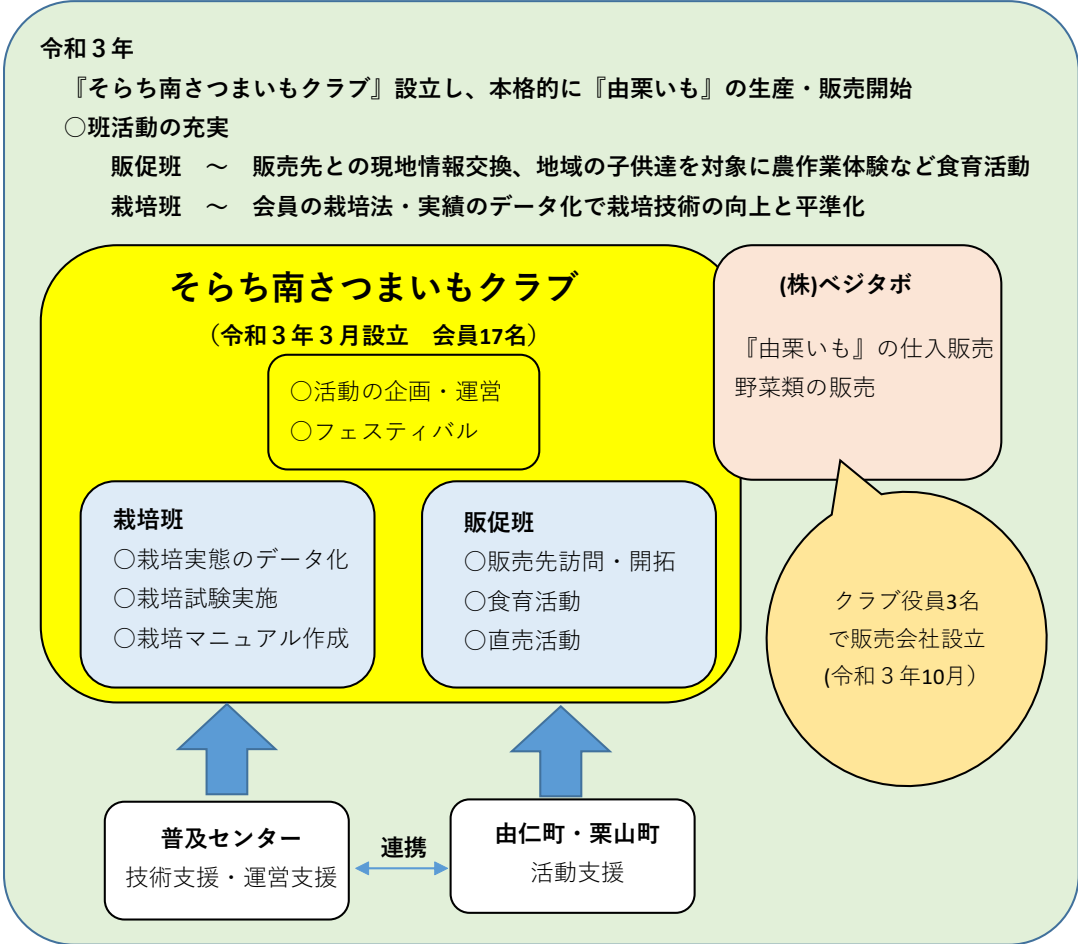 令和３年
『そらち南さつまいもクラブ』設立し、本格的に『由栗いも』の生産・販売開始
○班活動の充実
販促班　～　販売先との現地情報交換、地域の子供達を対象に農作業体験など食育活動
栽培班　～　会員の栽培法・実績のデータ化で栽培技術の向上と平準化
そらち南さつまいもクラブ
（令和３年３月設立　会員17名）
○活動の企画・運営
○フェスティバル
栽培班
○栽培実態のデータ化
○栽培試験実施
○栽培マニュアル作成
販促班
○販売先訪問・開拓
○食育活動
○直売活動
(株)ベジタボ
『由栗いも』の仕入販売
野菜類の販売
クラブ役員3名
で販売会社設立
(令和３年10月）
普及センター
技術支援・運営支援
連携
由仁町・栗山町
活動支援